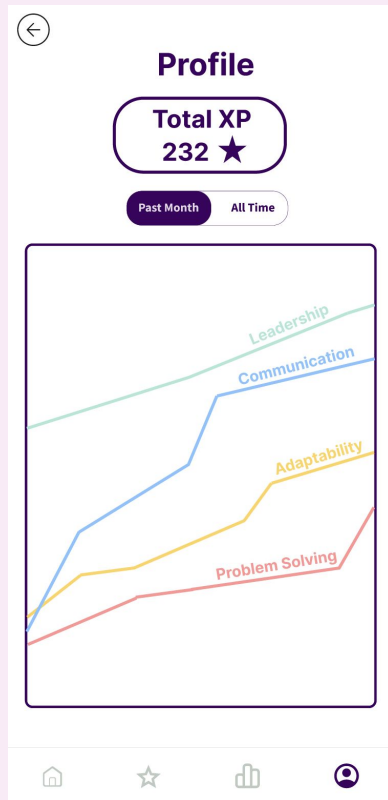 Profile
Total XP
232 ★
Past Month
All Time
Leadership
Communication
Adaptability
Problem Solving